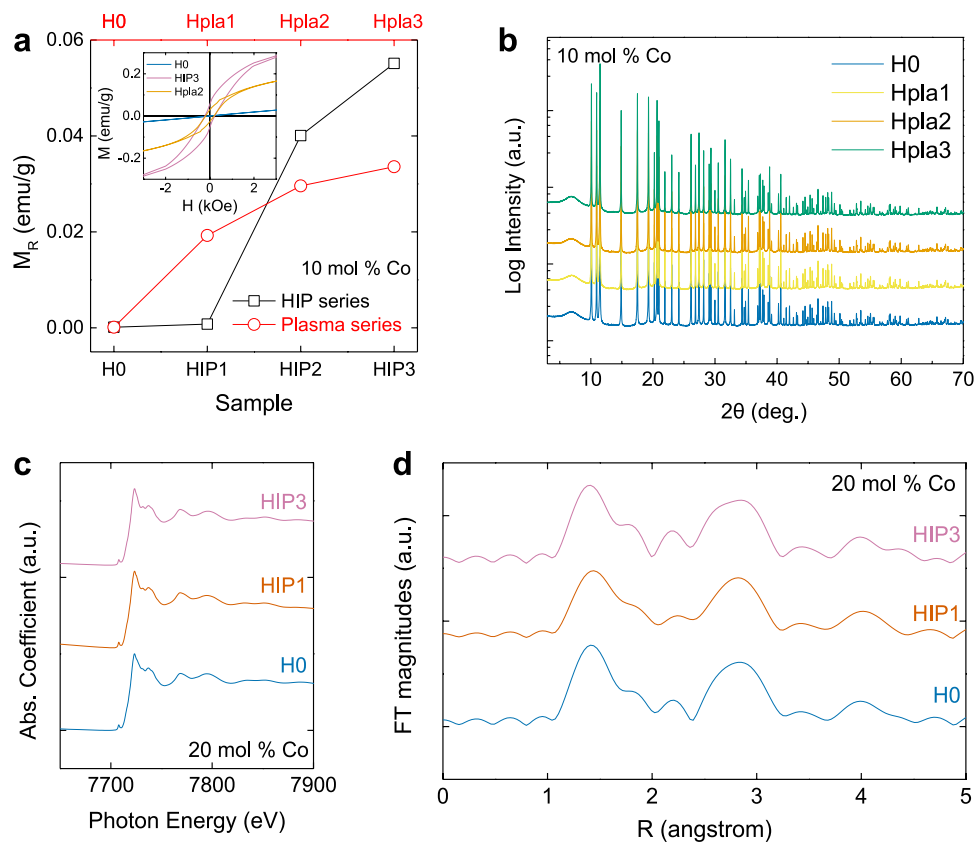 a
H0 Hpla1 Hpla2 Hpla3
0.06
0.04
0.02
0.00
M_R (emu/g)
H0
HIP3
Hpla2
0.2
0.0
-0.2
M (emu/g)
-2 0 2
H (kOe)
10 mol % Co
HIP series
Plasma series
H0 HIP1 HIP2 HIP3
Sample
b
10 mol % Co
H0
Hpla1
Hpla2
Hpla3
Log Intensity (a.u.)
10 20 30 40 50 60 70
2θ (deg.)
c
HIP3
HIP1
H0
20 mol % Co
Abs. Coefficient (a.u.)
7700 7800 7900
Photon Energy (eV)
d
20 mol % Co
HIP3
HIP1
H0
FT magnitudes (a.u.)
0 1 2 3 4 5
R (angstrom)